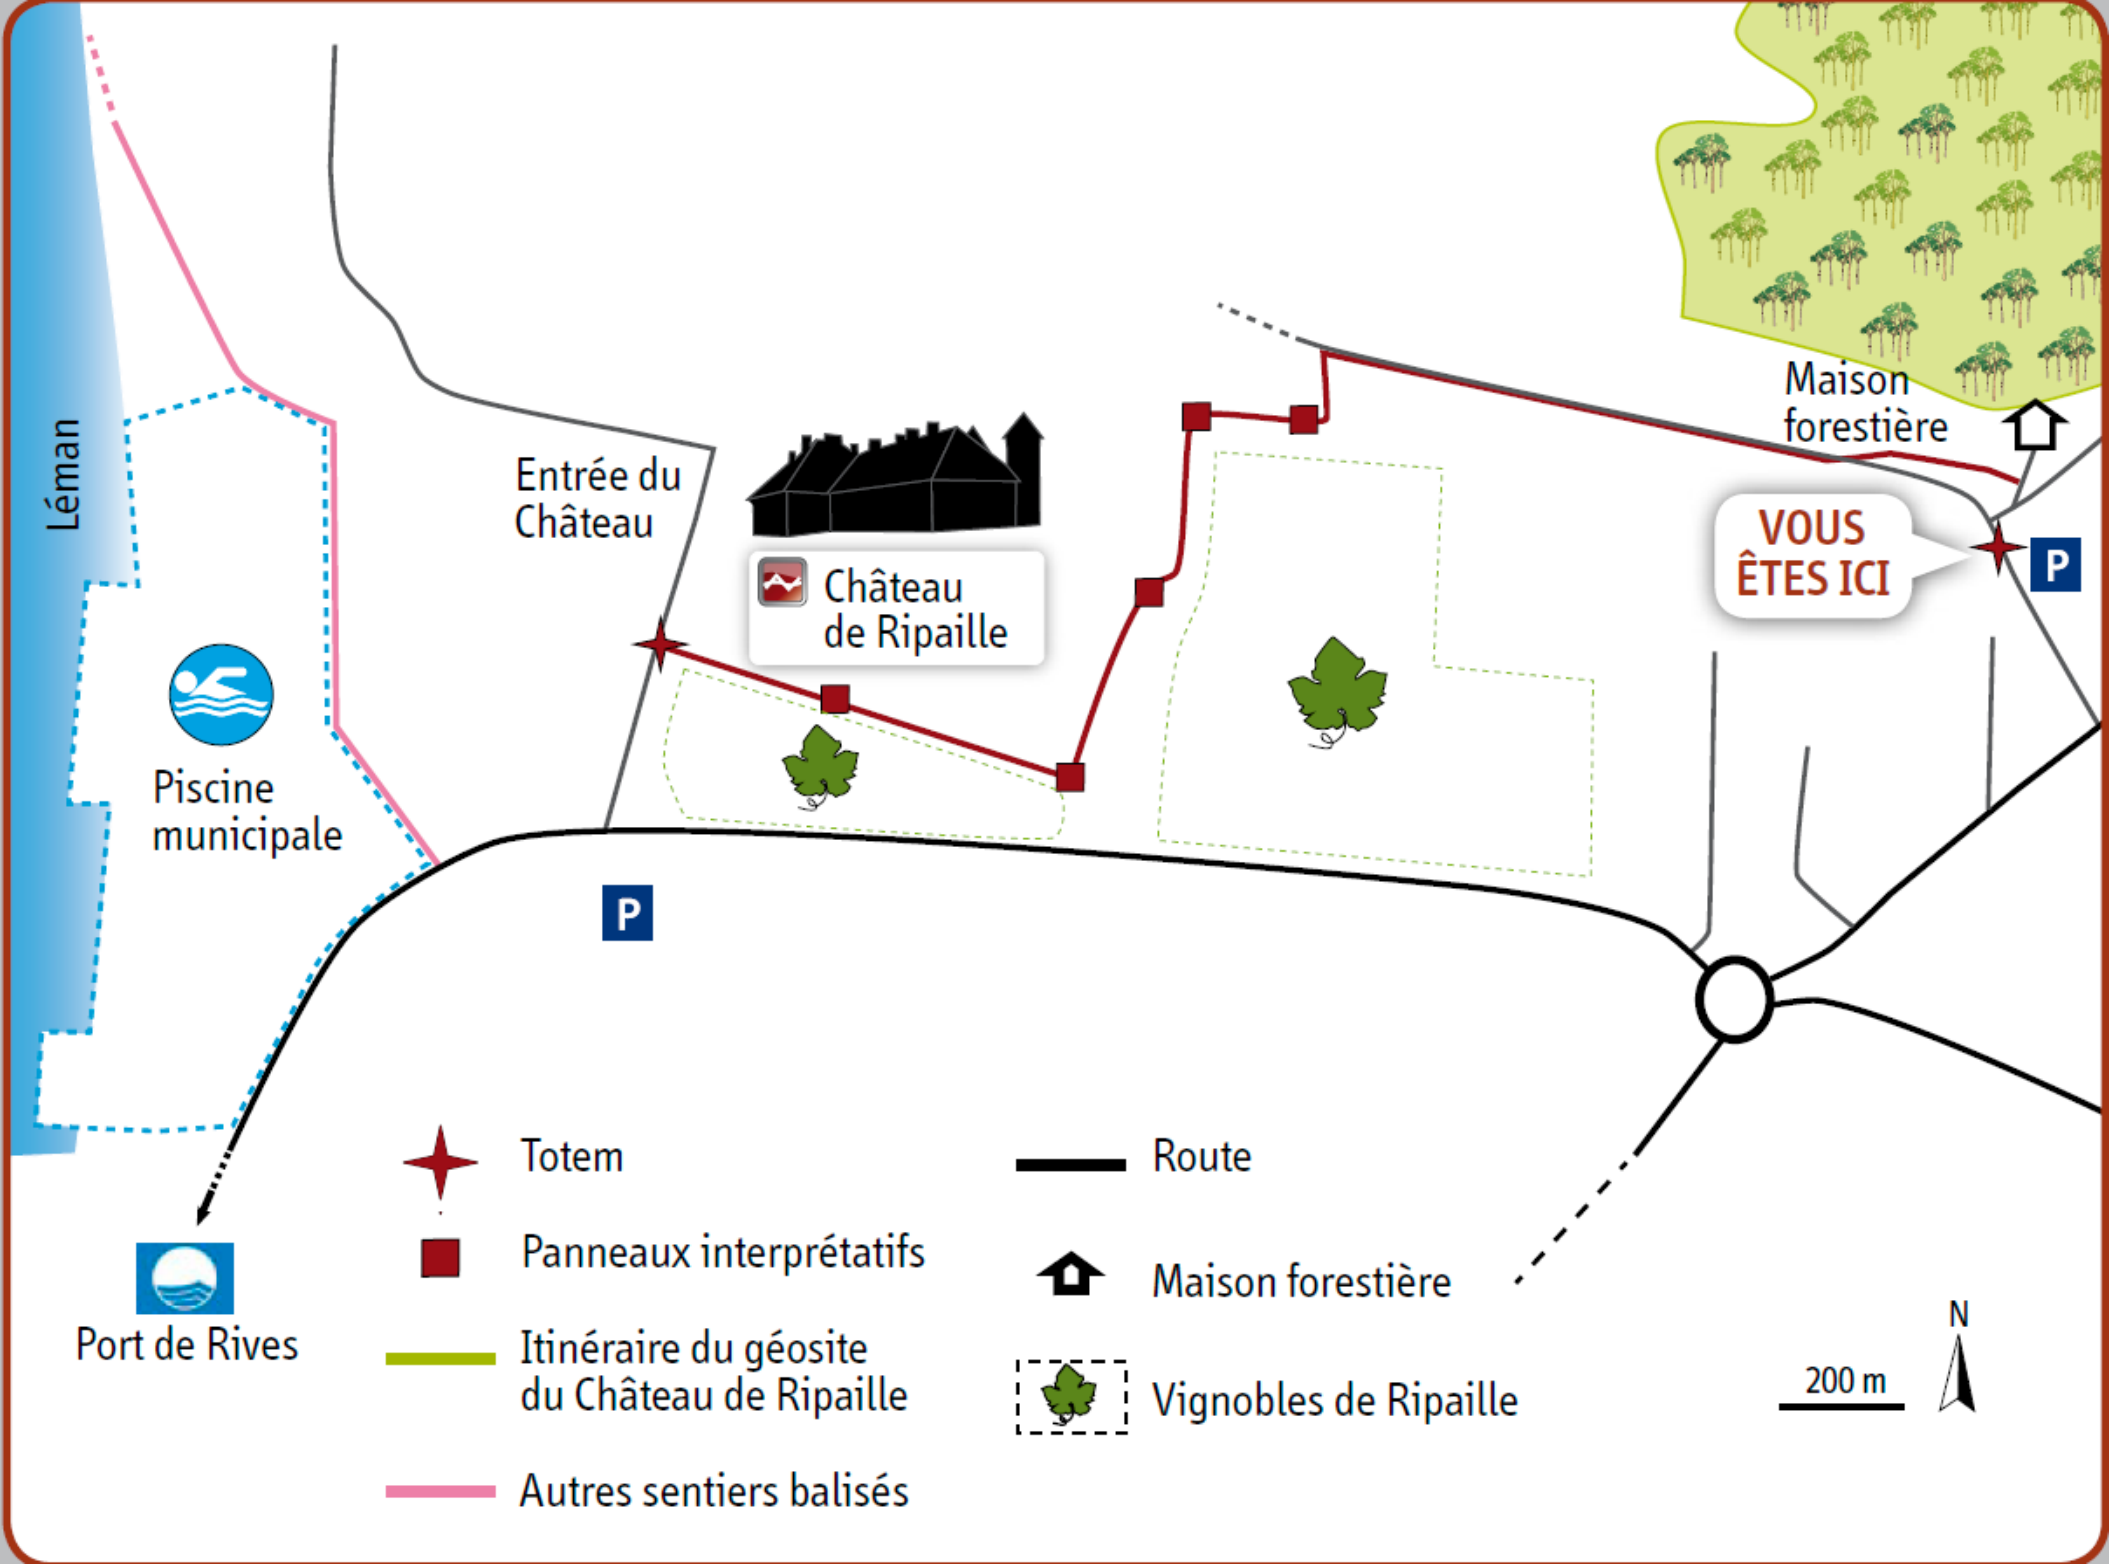 Léman
Entrée du
Château
Château
de Ripaille
Maison
forestière
VOUS
ÊTES ICI
P
Piscine
municipale
P
Port de Rives
Totem
Panneaux interprétatifs
Itinéraire du géosite
du Château de Ripaille
Autres sentiers balisés
Route
Maison forestière
Vignobles de Ripaille
200 m
N